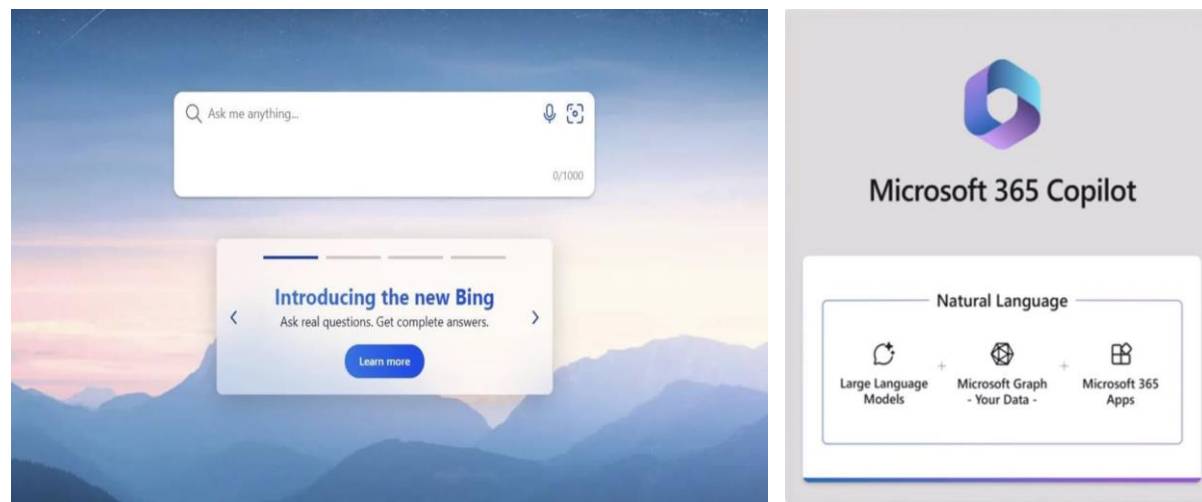 Ask me anything...
0/1000
Introducing the new Bing
Ask real questions. Get complete answers.
Learn more
Microsoft 365 Copilot
Natural Language
Large Language
Models
+
Microsoft Graph
- Your Data -
+
Microsoft 365
Apps